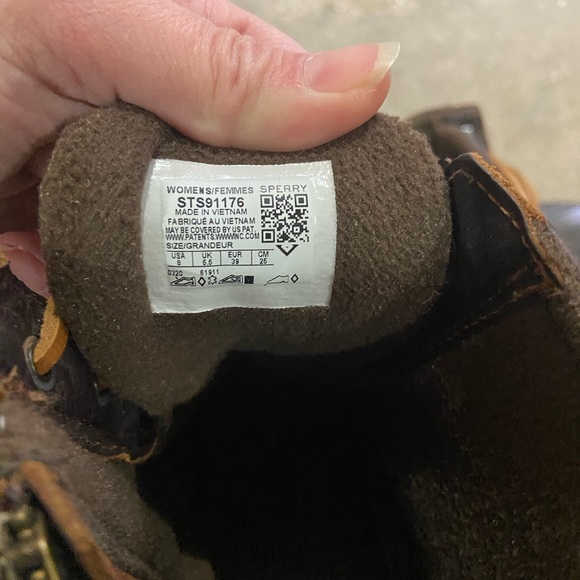 WOMENS/FEMMES SPERRY
STS91176
MADE IN VIETNAM
FABRIQUÉ AU VIETNAM
MAY BE COVERED BY US PAT.
WWW.PATENTS.WWWINC.COM
SIZE/GRANDEUR
USA UK EUR CM
8 5.5 39 25
0320 61911